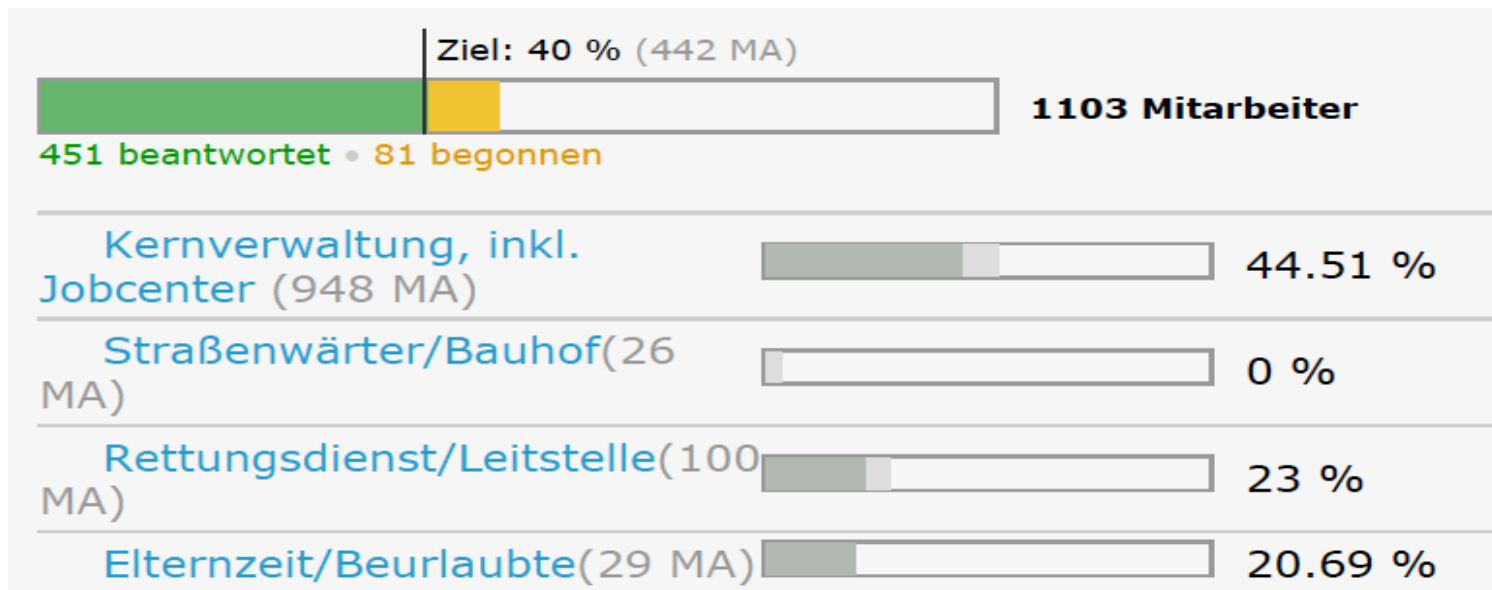 Ziel: 40 % (442 MA)
1103 Mitarbeiter
451 beantwortet • 81 begonnen
Kernverwaltung, inkl.
Jobcenter (948 MA)
44.51 %
Straßenwärter/Bauhof(26
MA)
0 %
Rettungsdienst/Leitstelle(100
MA)
23 %
Elternzeit/Beurlaubte(29 MA)
20.69 %